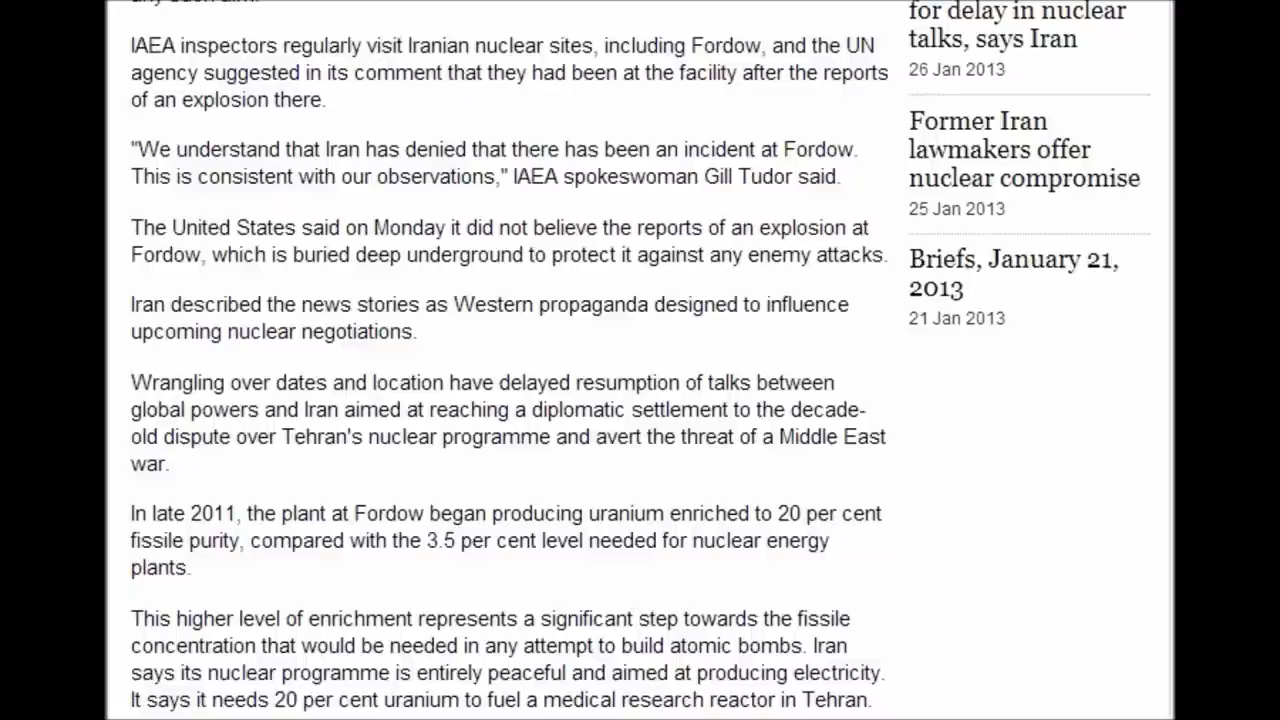 IAEA inspectors regularly visit Iranian nuclear sites, including Fordow, and the UN
agency suggested in its comment that they had been at the facility after the reports
of an explosion there.
"We understand that Iran has denied that there has been an incident at Fordow.
This is consistent with our observations," IAEA spokeswoman Gill Tudor said.
The United States said on Monday it did not believe the reports of an explosion at
Fordow, which is buried deep underground to protect it against any enemy attacks.
Iran described the news stories as Western propaganda designed to influence
upcoming nuclear negotiations.
Wrangling over dates and location have delayed resumption of talks between
global powers and Iran aimed at reaching a diplomatic settlement to the decade-
old dispute over Tehran's nuclear programme and avert the threat of a Middle East
war.
In late 2011, the plant at Fordow began producing uranium enriched to 20 per cent
fissile purity, compared with the 3.5 per cent level needed for nuclear energy
plants.
This higher level of enrichment represents a significant step towards the fissile
concentration that would be needed in any attempt to build atomic bombs. Iran
says its nuclear programme is entirely peaceful and aimed at producing electricity.
It says it needs 20 per cent uranium to fuel a medical research reactor in Tehran.
for delay in nuclear
talks, says Iran
26 Jan 2013
Former Iran
lawmakers offer
nuclear compromise
25 Jan 2013
Briefs, January 21,
2013
21 Jan 2013